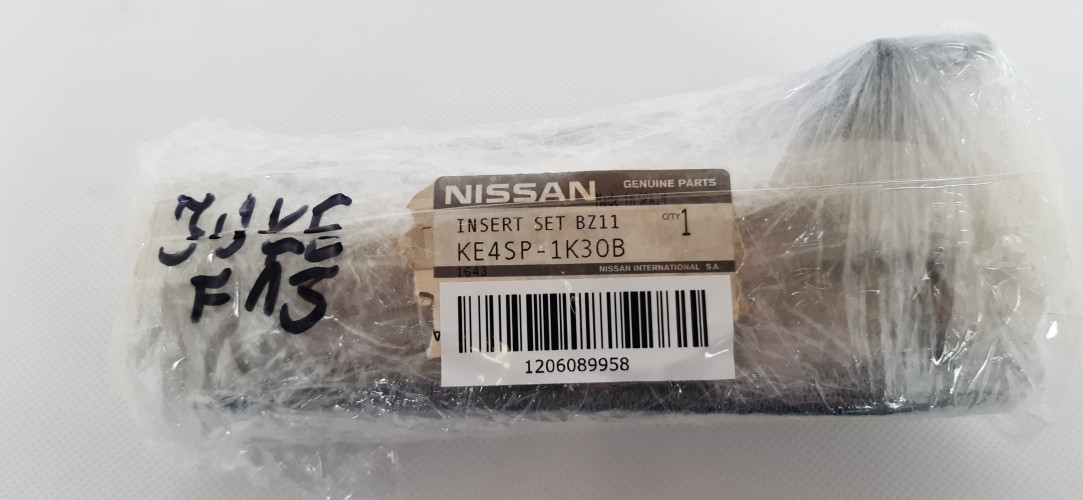 JUKE
F15
NISSAN
GENUINE PARTS
INSERT SET BZ11
QTY 1
KE4SP-1K30B
1643
NISSAN INTERNATIONAL SA
1206089958